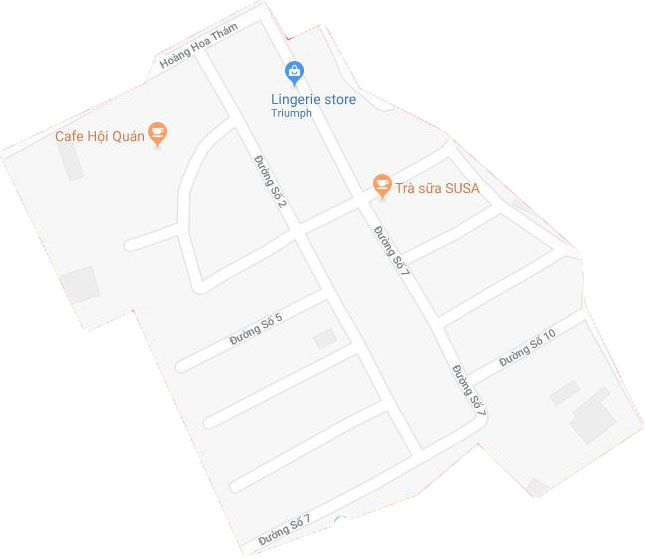 Hoàng Hoa Thám
Lingerie store
Triumph
Cafe Hội Quán
Đường Số 2
Trà sữa SUSA
Đường Số 7
Đường Số 5
Đường Số 10
Đường Số 7
Đường Số 7